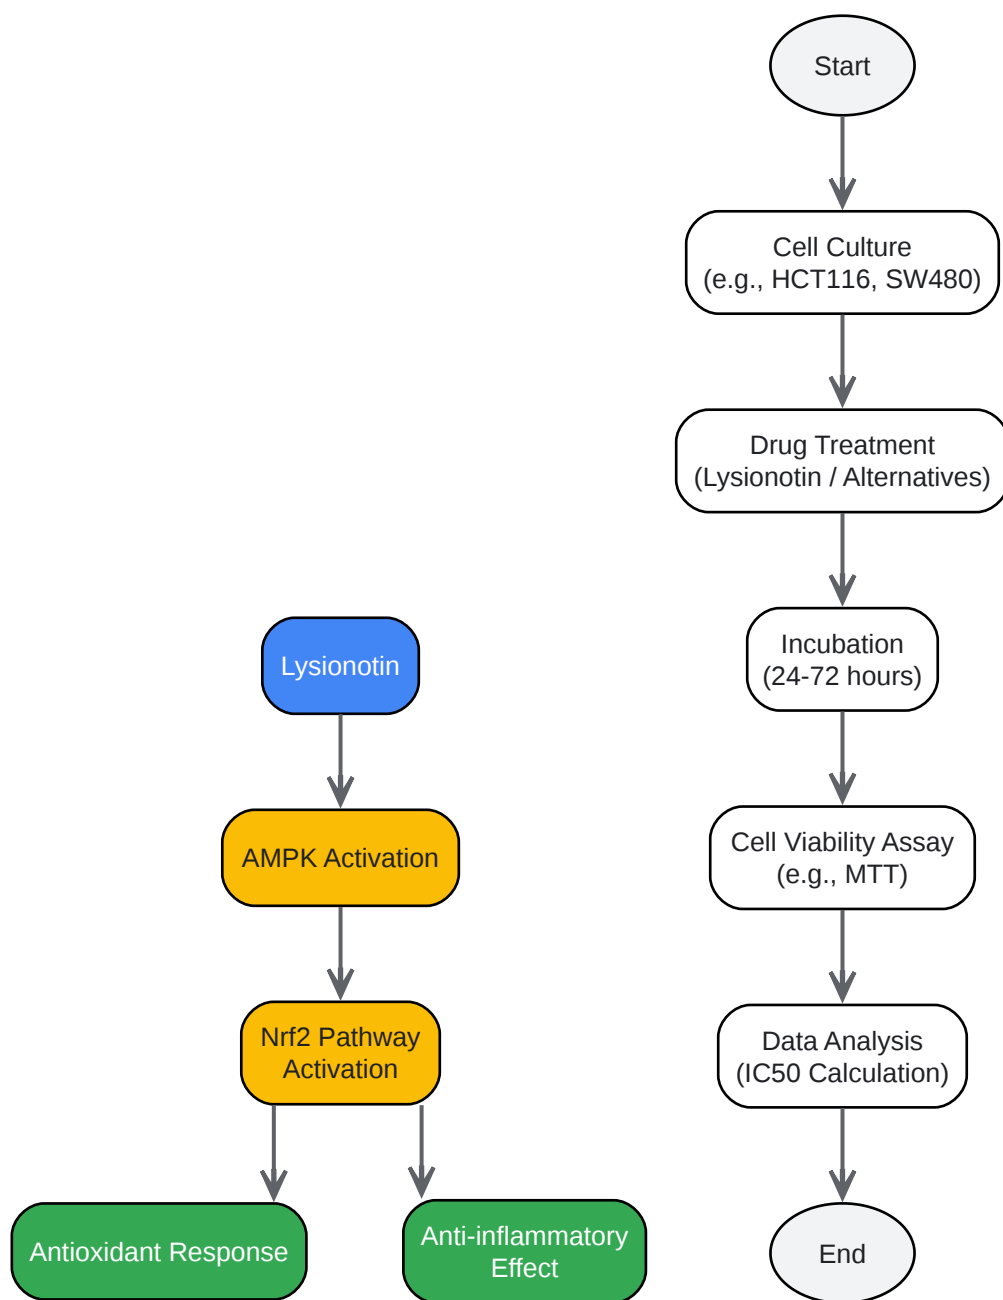 Start
Cell Culture
(e.g., HCT116, SW480)
Drug Treatment
(Lysionotin / Alternatives)
Incubation
(24-72 hours)
Cell Viability Assay
(e.g., MTT)
Data Analysis
(IC50 Calculation)
End
Lysionotin
AMPK Activation
Nrf2 Pathway
Activation
Antioxidant Response
Anti-inflammatory
Effect